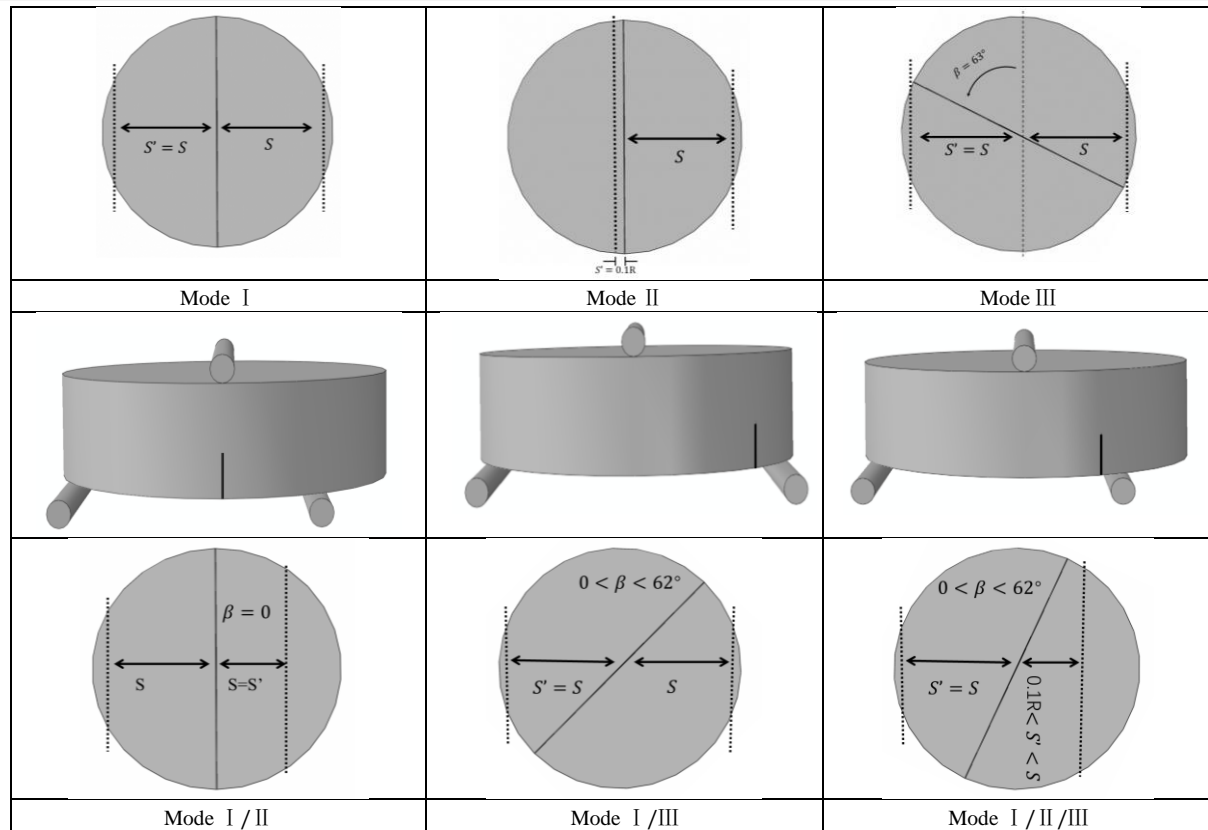 S' = S
S
S
S' = 0.1R
β = 63°
S' = S
S
Mode Ⅰ
Mode Ⅱ
Mode Ⅲ
β = 0
S
S=S'
0 < β < 62°
S' = S
S
0 < β < 62°
S' = S
0.1R < S' < S
Mode Ⅰ/Ⅱ
Mode Ⅰ/Ⅲ
Mode Ⅰ/Ⅱ/Ⅲ